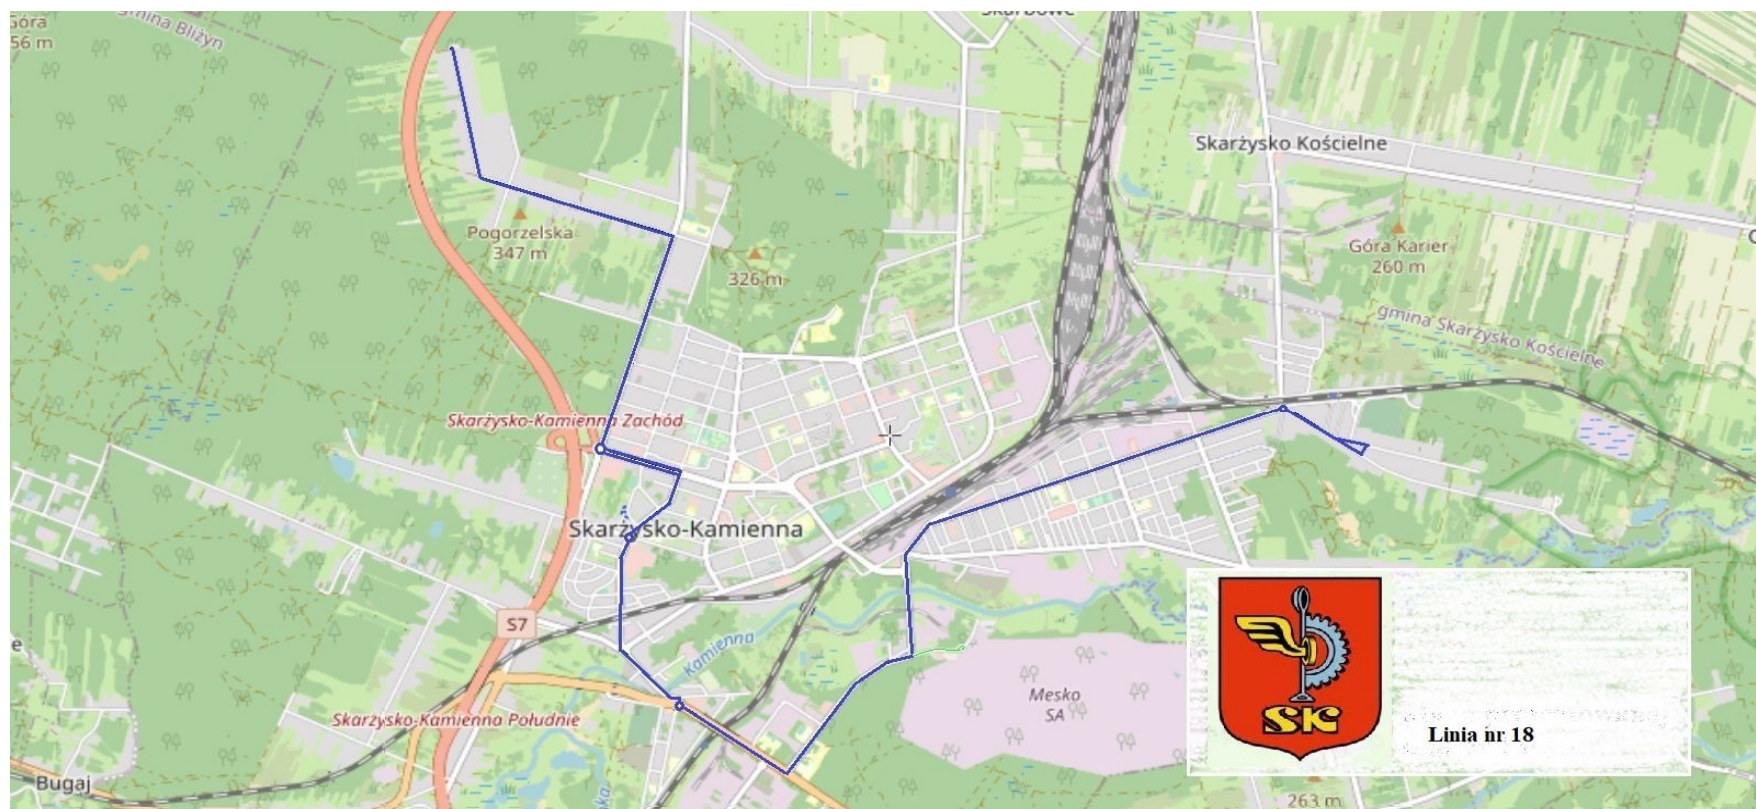 Góra
56 m
gmina Bliżyn
Skarbowe
Skarżysko Kościelne
Pogorzelska
347 m
326 m
Góra Karier
260 m
gmina Skarżysko Kościelne
Skarżysko-Kamienna Zachód
Skarżysko-Kamienna
S7
Kamienna
Mesko
SA
Skarżysko-Kamienna Południe
SK
Linia nr 18
Bugaj
263 m